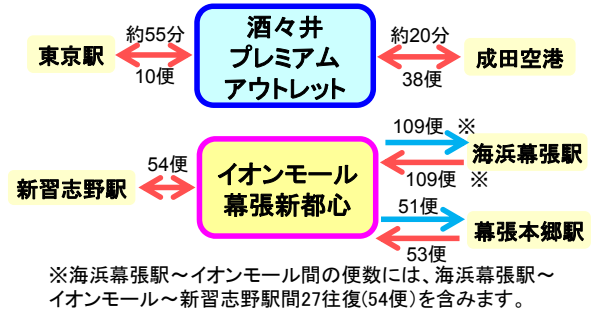 東京駅
約55分
10便
酒々井
プレミアム
アウトレット
約20分
38便
成田空港
新習志野駅
54便
イオンモール
幕張新都心
109便 ※
109便 ※
海浜幕張駅
51便
53便
幕張本郷駅
※海浜幕張駅~イオンモール間の便数には、海浜幕張駅~
イオンモール~新習志野駅間27往復(54便)を含みます。